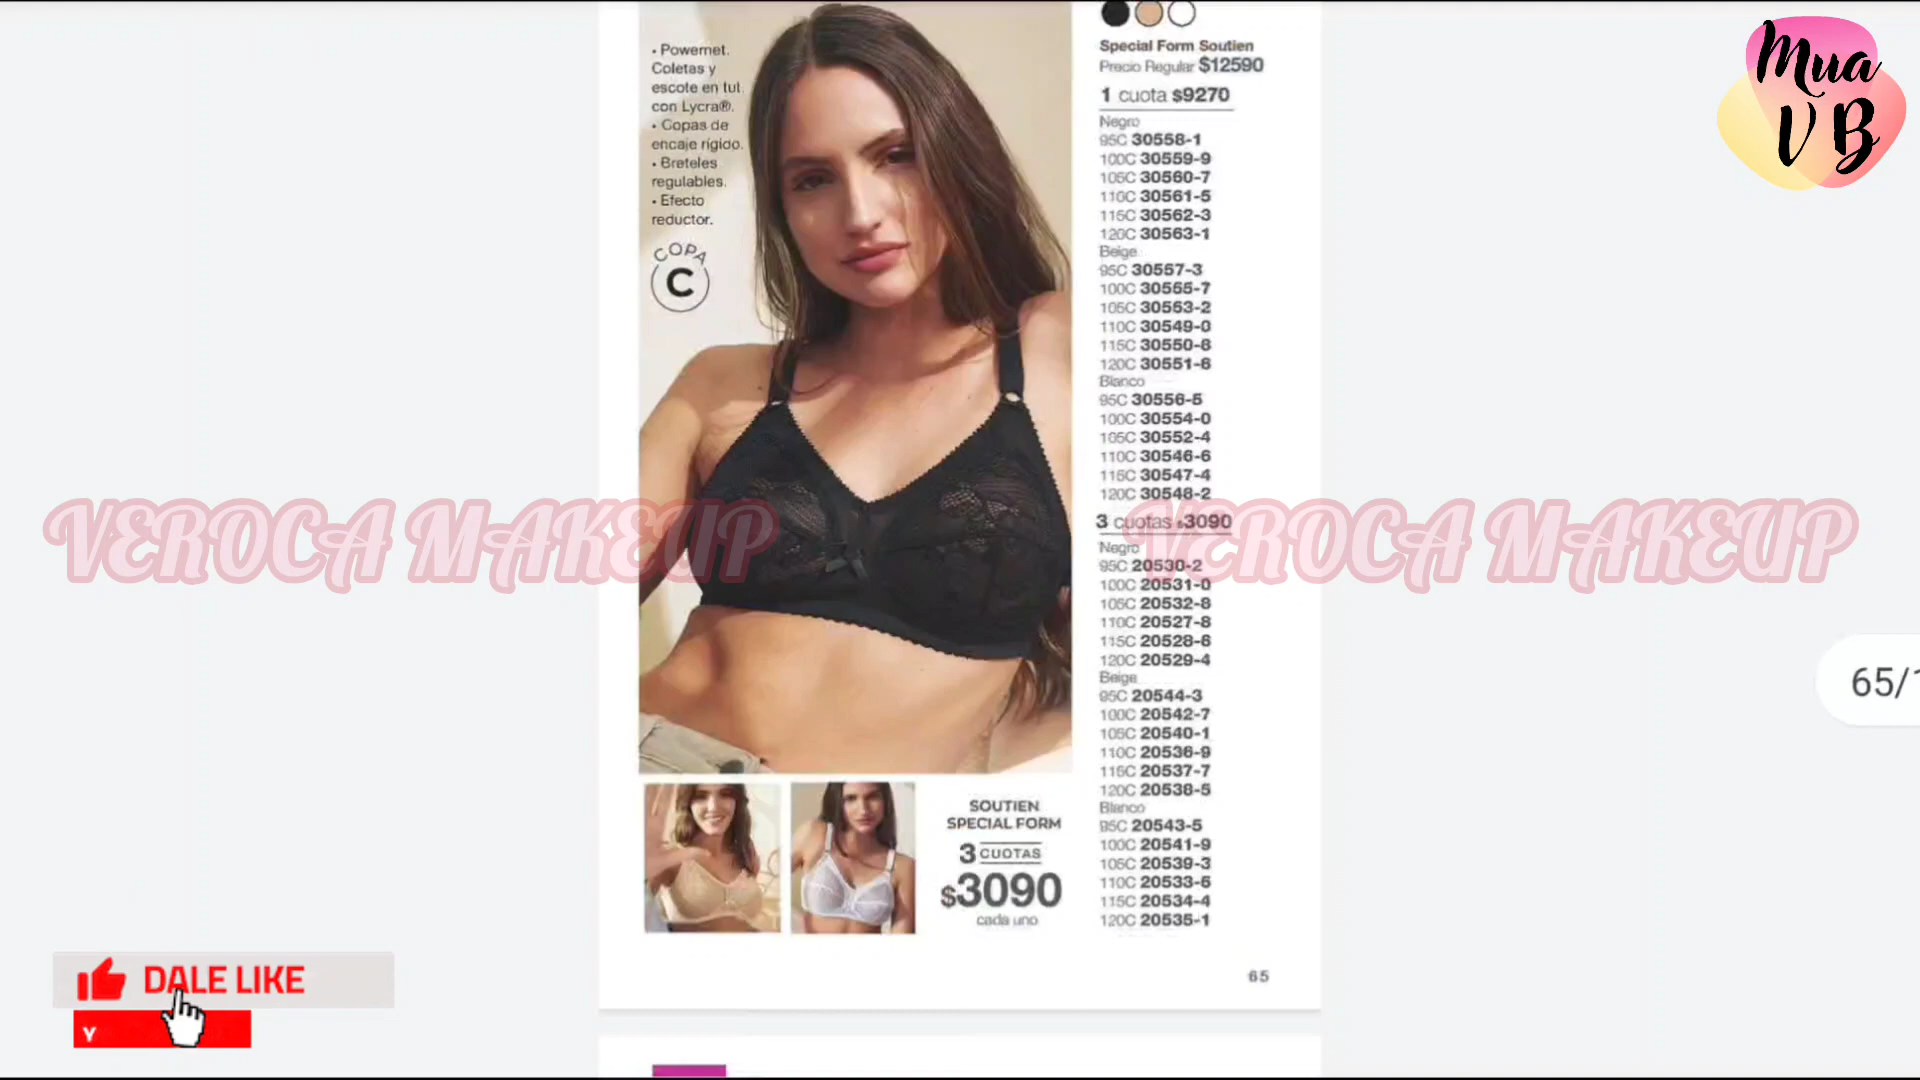 • Powernet.
Coletas y
escote en tul
con Lycra®.
• Copas de
encaje rígido.
• Breteles
regulables.
• Efecto
reductor.
COPA
C
Special Form Soutien
Precio Regular $12590
1 cuota $9270
Negro
95C 30558-1
100C 30559-9
105C 30560-7
110C 30561-5
115C 30562-3
120C 30563-1
Beige
95C 30557-3
100C 30555-7
105C 30553-2
110C 30549-0
115C 30550-8
120C 30551-6
Blanco
95C 30556-5
100C 30554-0
105C 30552-4
110C 30546-6
115C 30547-4
120C 30548-2
3 cuotas $3090
Negro
95C 20530-2
100C 20531-0
105C 20532-8
110C 20527-8
115C 20528-6
120C 20529-4
Beige
95C 20544-3
100C 20542-7
105C 20540-1
110C 20536-9
115C 20537-7
120C 20538-5
Blanco
95C 20543-5
100C 20541-9
105C 20539-3
110C 20533-6
115C 20534-4
120C 20535-1
SOUTIEN
SPECIAL FORM
3 CUOTAS
$3090
cada uno
65
Mua
VB
VEROCA MAKEUP
VEROCA MAKEUP
65/1
DALE LIKE
Y